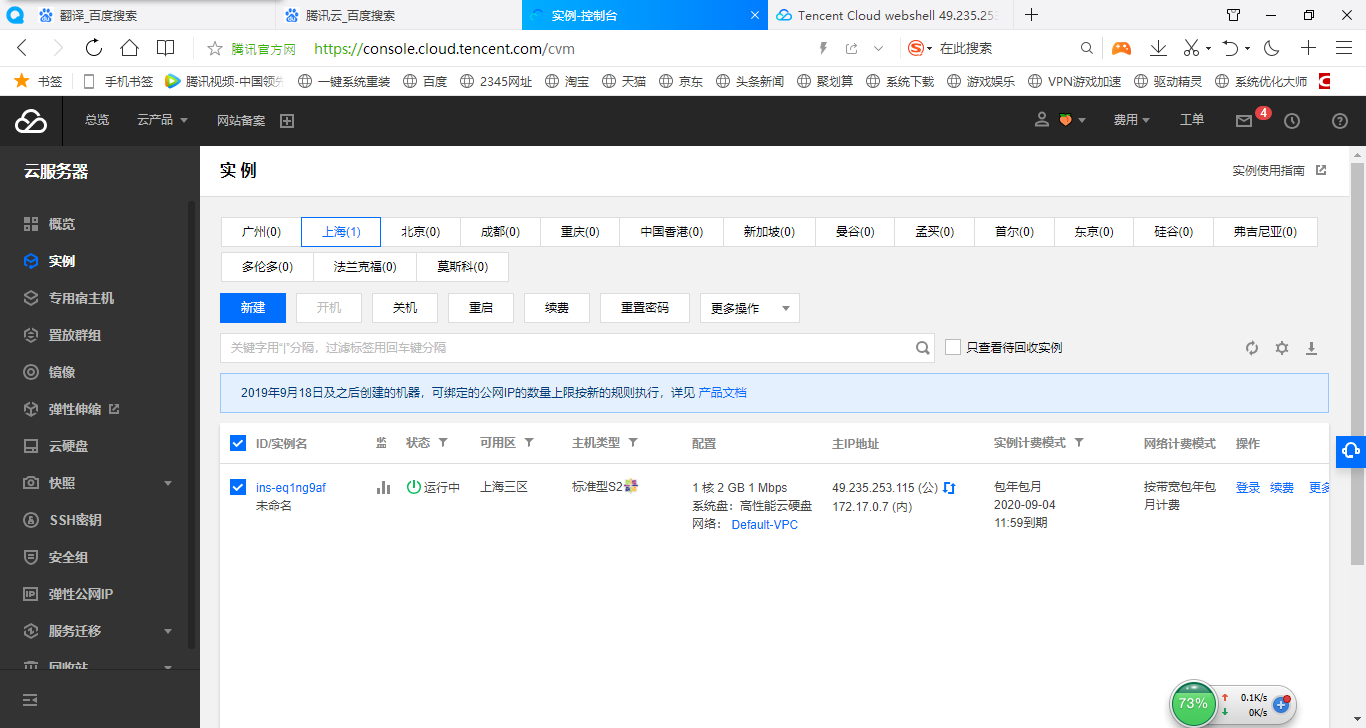 翻译_百度搜索
腾讯云_百度搜索
实例-控制台
Tencent Cloud webshell 49.235.25
腾讯官方网 https://console.cloud.tencent.com/cvm
在此搜索
书签 手机书签 腾讯视频-中国领先 一键系统重装 百度 2345网址 淘宝 天猫 京东 头条新闻 聚划算 系统下载 游戏娱乐 VPN游戏加速 驱动精灵 系统优化大师
总览 云产品 网站备案 费用 工单 4
云服务器
概览
实例
专用宿主机
置放群组
镜像
弹性伸缩
云硬盘
快照
SSH密钥
安全组
弹性公网IP
服务迁移
回收站
实例
实例使用指南
广州(0) 上海(1) 北京(0) 成都(0) 重庆(0) 中国香港(0) 新加坡(0) 曼谷(0) 孟买(0) 首尔(0) 东京(0) 硅谷(0) 弗吉尼亚(0)
多伦多(0) 法兰克福(0) 莫斯科(0)
新建 开机 关机 重启 续费 重置密码 更多操作
关键字用"|"分隔，过滤标签用回车键分隔
只查看待回收实例
2019年9月18日及之后创建的机器，可绑定的公网IP的数量上限按新的规则执行，详见 产品文档
ID/实例名 监 状态 可用区 主机类型 配置 主IP地址 实例计费模式 网络计费模式 操作
ins-eq1ng9af 运行中 上海三区 标准型S2 1 核 2 GB 1 Mbps 49.235.253.115 (公) 包年包月 按带宽包年包 登录 续费 更多
未命名 系统盘：高性能云硬盘 172.17.0.7 (内) 2020-09-04 月计费
网络： Default-VPC 11:59到期
73% 0.1K/s
0K/s